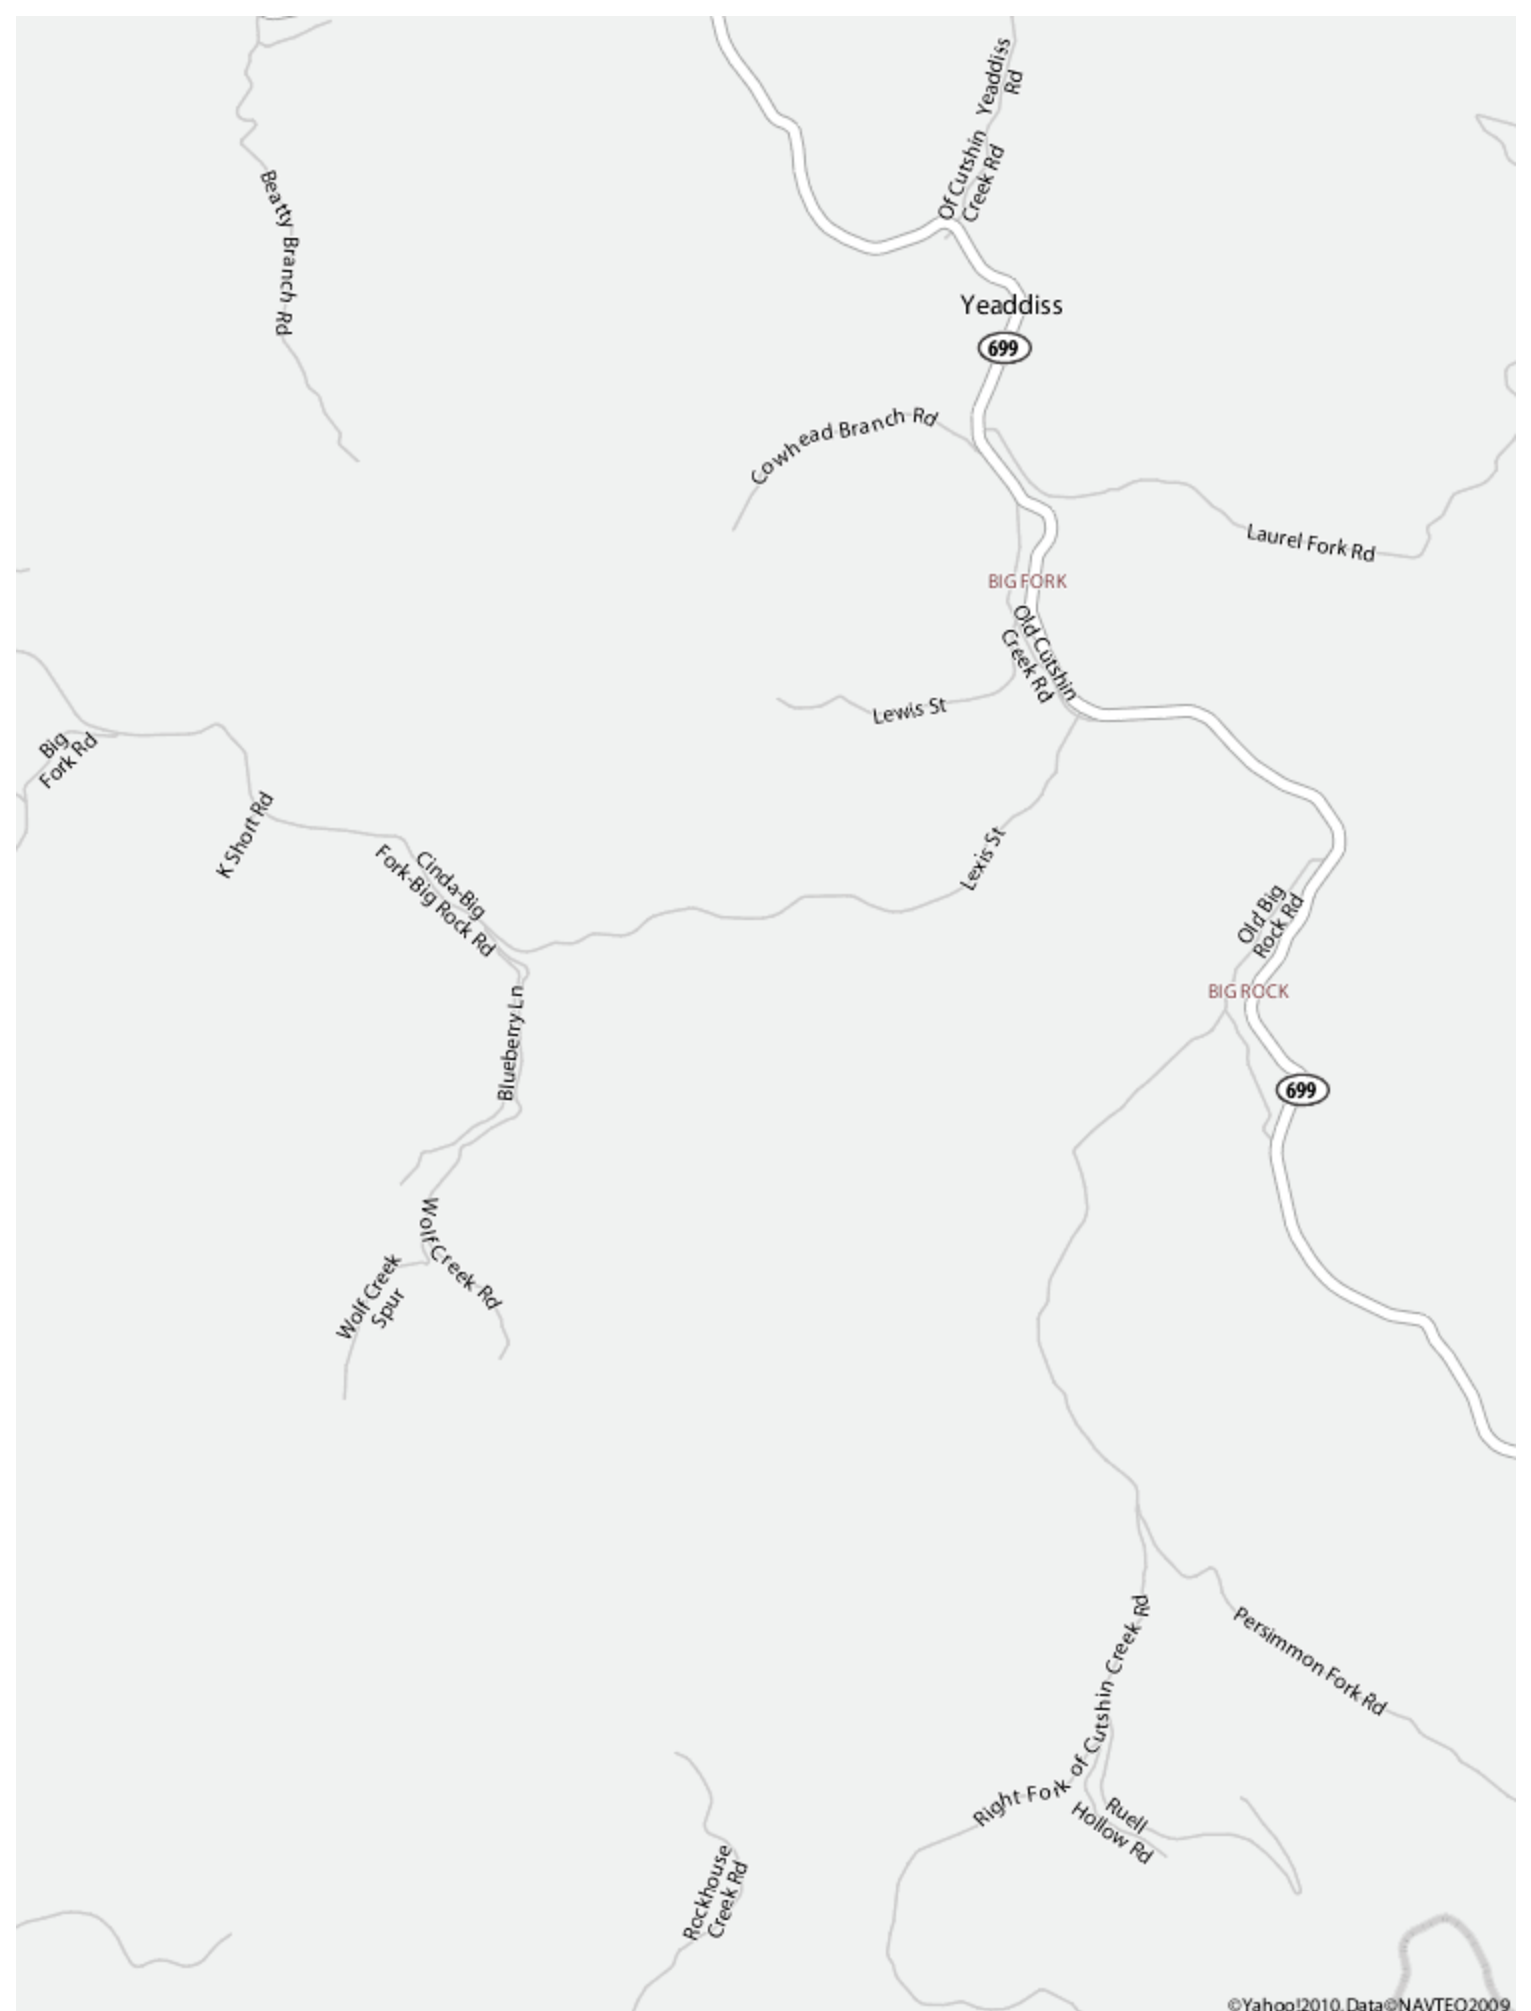 Yeaddiss
Rd
Of Cutshin
Creek Rd
Beatty Branch Rd
Yeaddiss
699
Cowhead Branch Rd
Laurel Fork Rd
BIG FORK
Old Cutshin
Creek Rd
Lewis St
Big
Fork Rd
K Short Rd
Cinda-Big
Fork-Big Rock Rd
Lexis St
Old Big
Rock Rd
BIG ROCK
Blueberry Ln
699
Wolf Creek Rd
Wolf Creek
Spur
Persimmon Fork Rd
Right Fork of Cutshin Creek Rd
Ruell
Hollow Rd
Rockhouse
Creek Rd
©Yahoo!2010,Data©NAVTEQ2009